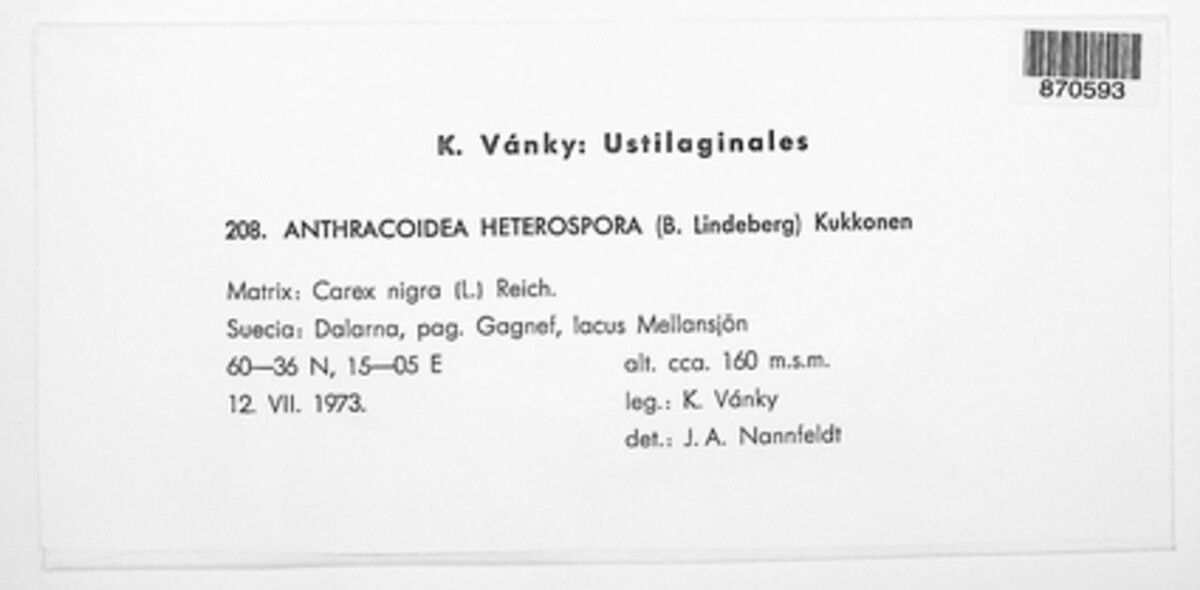 870593
K. Vánky: Ustilaginales
208. ANTHRACOIDEA HETEROSPORA (B. Lindeberg) Kukkonen
Matrix: Carex nigra (L.) Reich.
Suecia: Dalarna, pag. Gagnef, lacus Mellansjön
60—36 N, 15—05 E alt. cca. 160 m.s.m.
12. VII. 1973. leg.: K. Vánky
det.: J. A. Nannfeldt